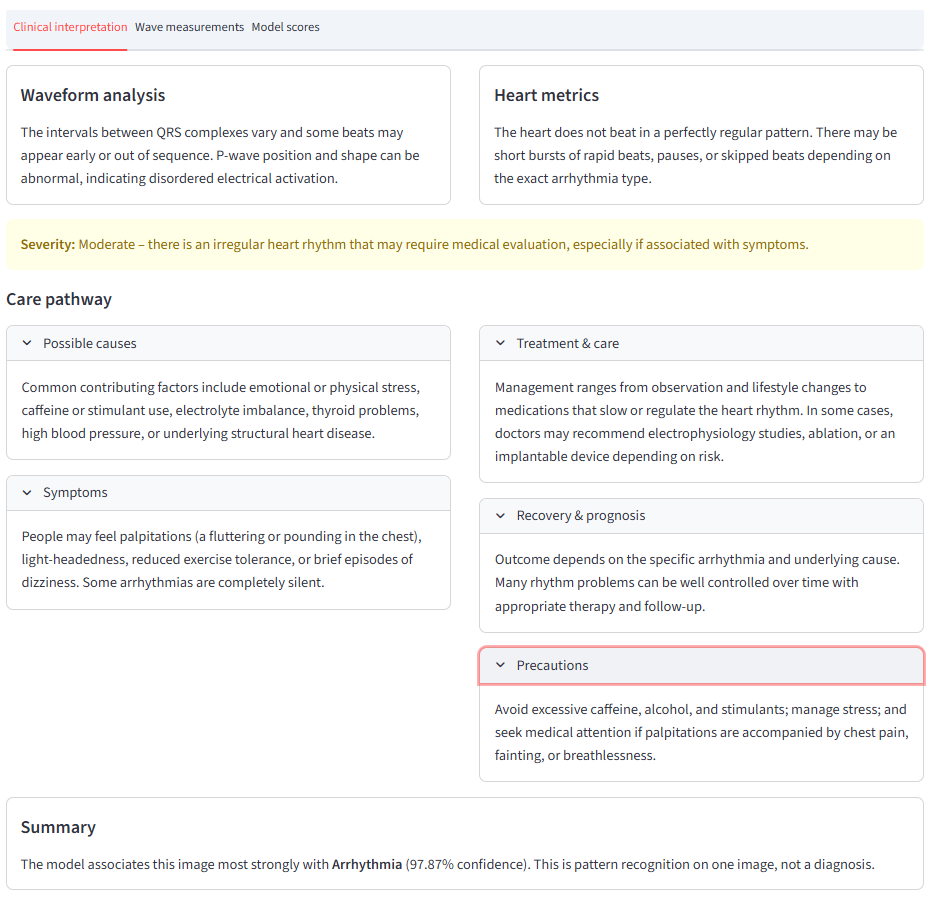 Clinical interpretation Wave measurements Model scores
Waveform analysis
The intervals between QRS complexes vary and some beats may
appear early or out of sequence. P-wave position and shape can be
abnormal, indicating disordered electrical activation.
Heart metrics
The heart does not beat in a perfectly regular pattern. There may be
short bursts of rapid beats, pauses, or skipped beats depending on
the exact arrhythmia type.
Severity: Moderate – there is an irregular heart rhythm that may require medical evaluation, especially if associated with symptoms.
Care pathway
Possible causes
Common contributing factors include emotional or physical stress,
caffeine or stimulant use, electrolyte imbalance, thyroid problems,
high blood pressure, or underlying structural heart disease.
Symptoms
People may feel palpitations (a fluttering or pounding in the chest),
light-headedness, reduced exercise tolerance, or brief episodes of
dizziness. Some arrhythmias are completely silent.
Treatment & care
Management ranges from observation and lifestyle changes to
medications that slow or regulate the heart rhythm. In some cases,
doctors may recommend electrophysiology studies, ablation, or an
implantable device depending on risk.
Recovery & prognosis
Outcome depends on the specific arrhythmia and underlying cause.
Many rhythm problems can be well controlled over time with
appropriate therapy and follow-up.
Precautions
Avoid excessive caffeine, alcohol, and stimulants; manage stress; and
seek medical attention if palpitations are accompanied by chest pain,
fainting, or breathlessness.
Summary
The model associates this image most strongly with Arrhythmia (97.87% confidence). This is pattern recognition on one image, not a diagnosis.